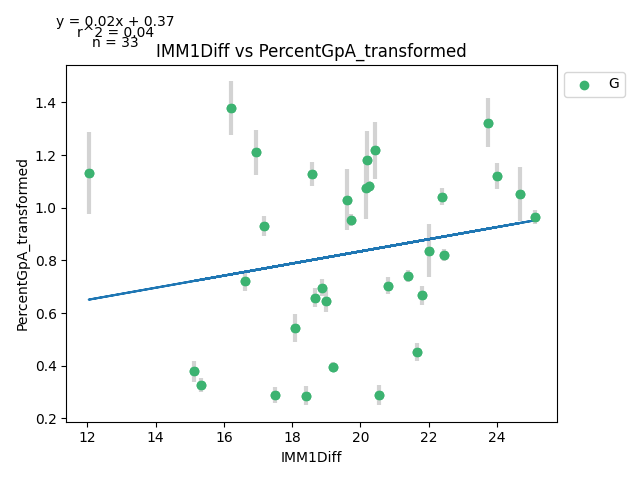 y = 0.02x + 0.37
r^2 = 0.04
n = 33
IMM1Diff vs PercentGpA_transformed
G
PercentGpA_transformed
1.4
1.2
1.0
0.8
0.6
0.4
0.2
12 14 16 18 20 22 24
IMM1Diff